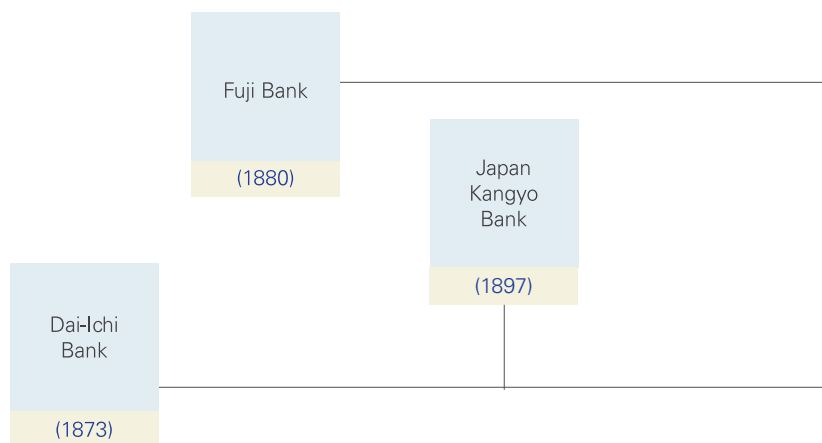 Fuji Bank
(1880)
Japan
Kangyo
Bank
(1897)
Dai-Ichi
Bank
(1873)